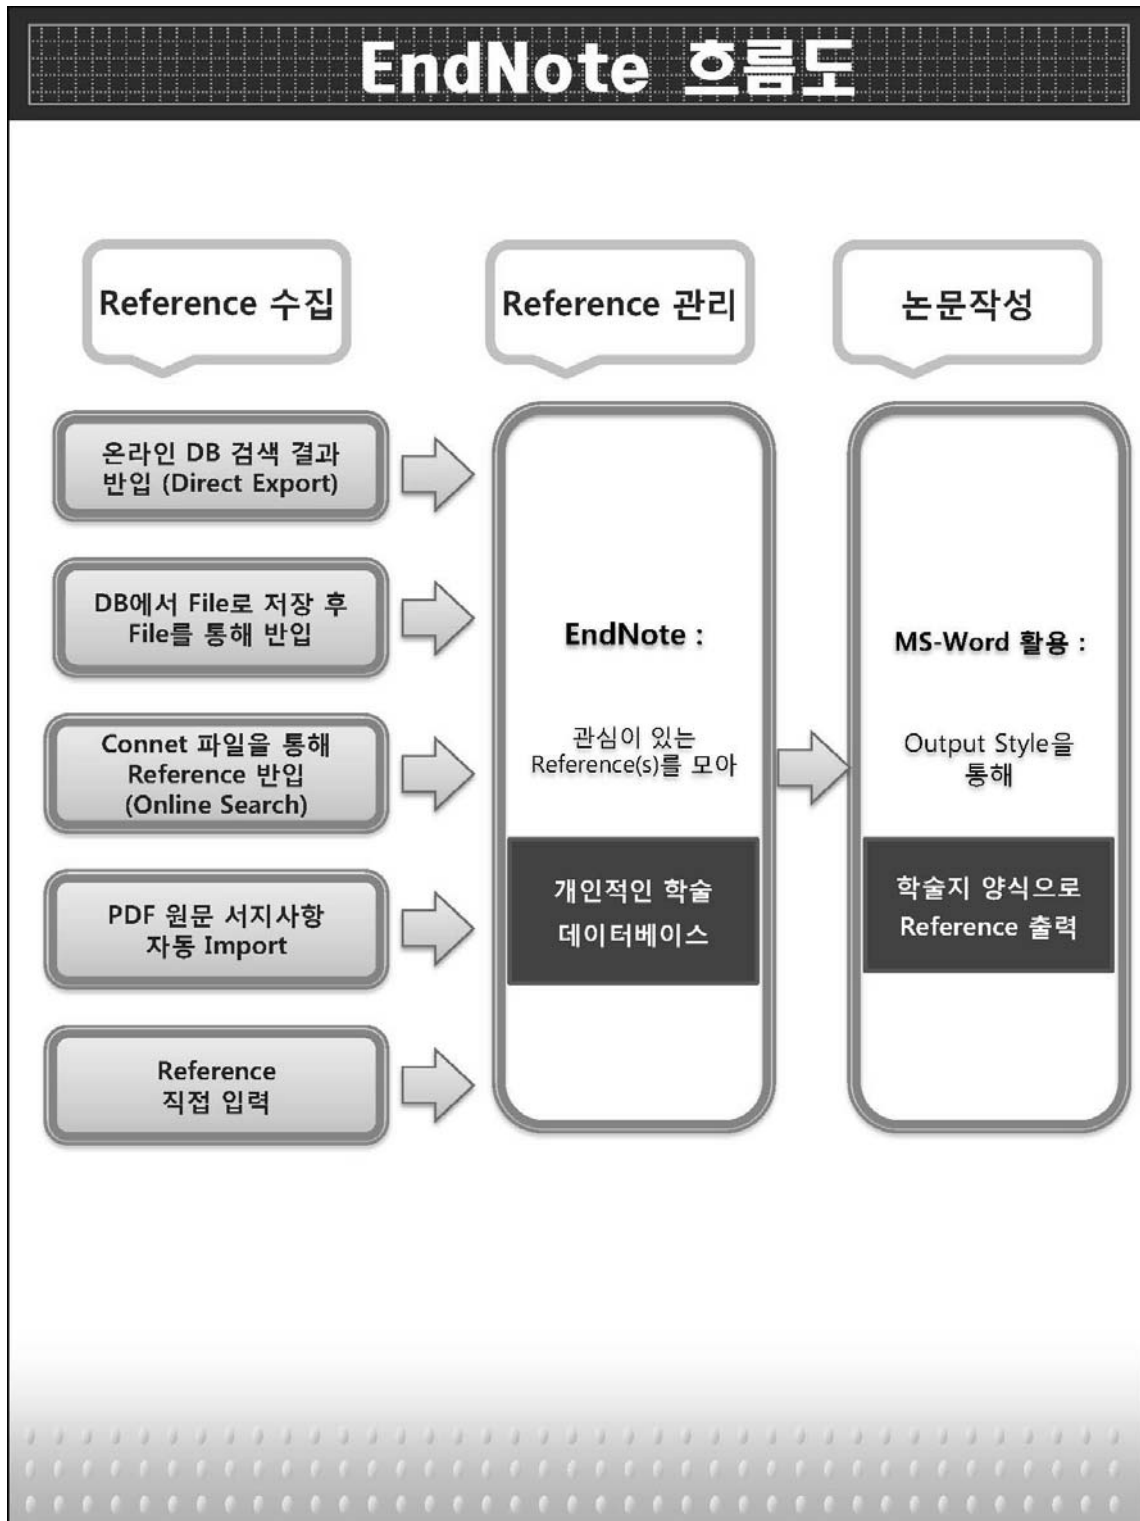 EndNote 흐름도
Reference 수집
Reference 관리
논문작성
온라인 DB 검색 결과
반입 (Direct Export)
DB에서 File로 저장 후
File를 통해 반입
Connet 파일을 통해
Reference 반입
(Online Search)
PDF 원문 서지사항
자동 Import
Reference
직접 입력
EndNote :
관심이 있는
Reference(s)를 모아
개인적인 학술
데이터베이스
MS-Word 활용 :
Output Style을
통해
학술지 양식으로
Reference 출력